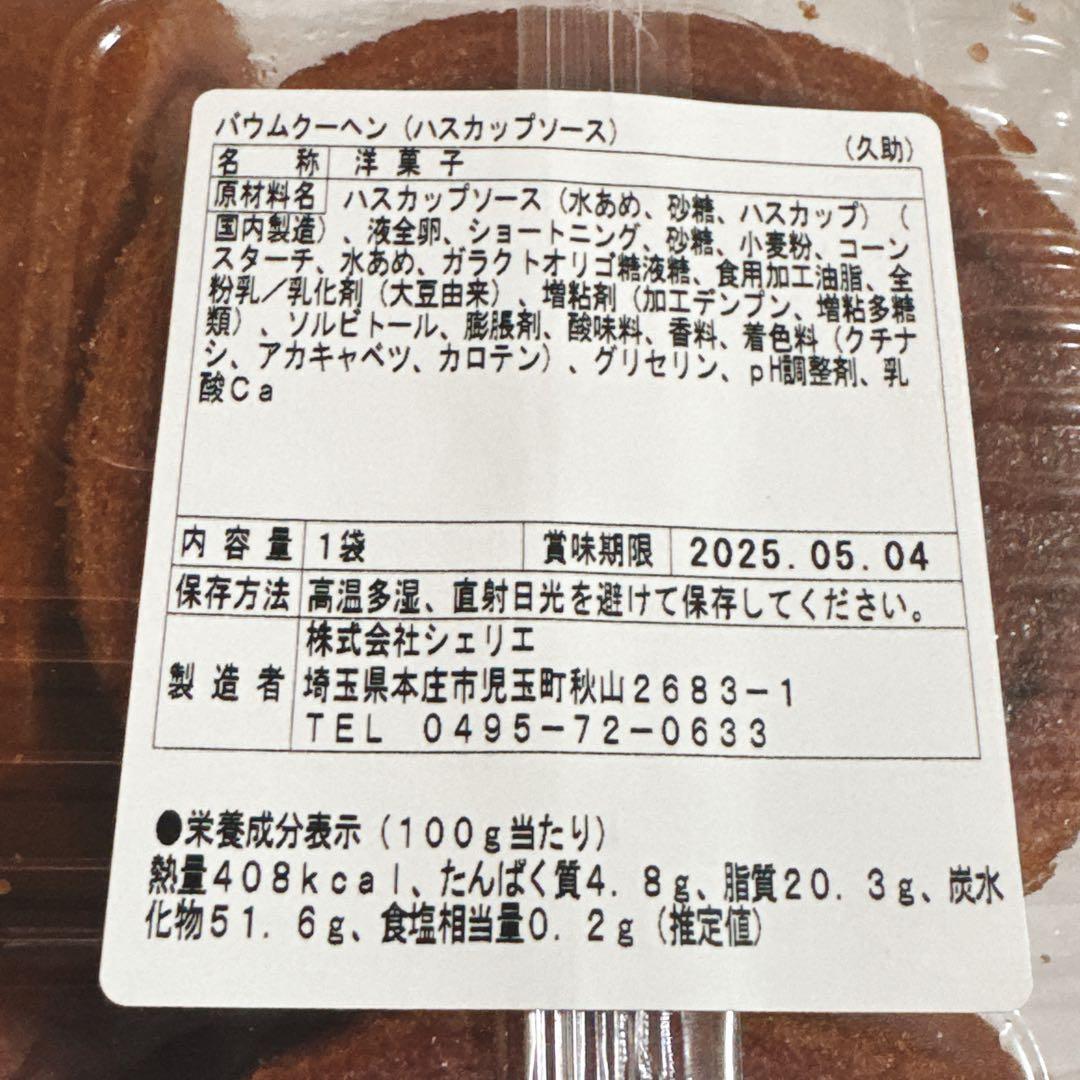 バウムクーヘン（ハスカップソース）
（久助）
名称 洋菓子
原材料名 ハスカップソース（水あめ、砂糖、ハスカップ）（
国内製造）、液全卵、ショートニング、砂糖、小麦粉、コーン
スターチ、水あめ、ガラクトオリゴ糖液糖、食用加工油脂、全
粉乳／乳化剤（大豆由来）、増粘剤（加工デンプン、増粘多糖
類）、ソルビトール、膨脹剤、酸味料、香料、着色料（クチナ
シ、アカキャベツ、カロテン）、グリセリン、ｐＨ調整剤、乳
酸Ｃａ
内容量 1袋 賞味期限 2025.05.04
保存方法 高温多湿、直射日光を避けて保存してください。
製造者 株式会社シェリエ
埼玉県本庄市児玉町秋山２６８３－１
ＴＥＬ ０４９５－７２－０６３３
●栄養成分表示（１００ｇ当たり）
熱量４０８ｋｃａｌ、たんぱく質４．８ｇ、脂質２０．３ｇ、炭水
化物５１．６ｇ、食塩相当量０．２ｇ（推定値）